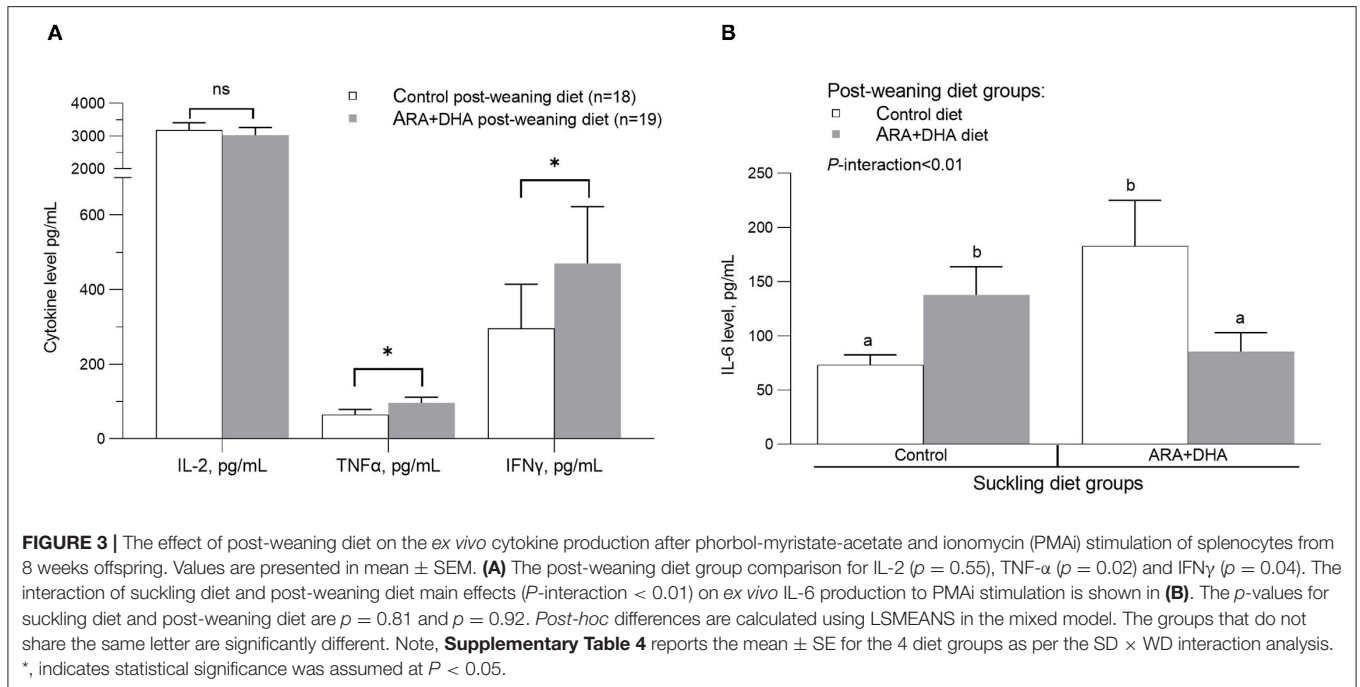 A
ns
Control post-weaning diet (n=18)
ARA+DHA post-weaning diet (n=19)
4000
3000
2000
600
400
200
0
Cytokine level pg/mL
*
*
IL-2, pg/mL
TNFα, pg/mL
IFNγ, pg/mL
B
Post-weaning diet groups:
Control diet
ARA+DHA diet
P-interaction<0.01
250
200
150
100
50
0
IL-6 level, pg/mL
a
b
b
a
Control
ARA+DHA
Suckling diet groups
FIGURE 3 | The effect of post-weaning diet on the ex vivo cytokine production after phorbol-myristate-acetate and ionomycin (PMAi) stimulation of splenocytes from
8 weeks offspring. Values are presented in mean ± SEM. (A) The post-weaning diet group comparison for IL-2 (p = 0.55), TNF-α (p = 0.02) and IFNγ (p = 0.04). The
interaction of suckling diet and post-weaning diet main effects (P-interaction < 0.01) on ex vivo IL-6 production to PMAi stimulation is shown in (B). The p-values for
suckling diet and post-weaning diet are p = 0.81 and p = 0.92. Post-hoc differences are calculated using LSMEANS in the mixed model. The groups that do not
share the same letter are significantly different. Note, Supplementary Table 4 reports the mean ± SE for the 4 diet groups as per the SD × WD interaction analysis.
*, indicates statistical significance was assumed at P < 0.05.